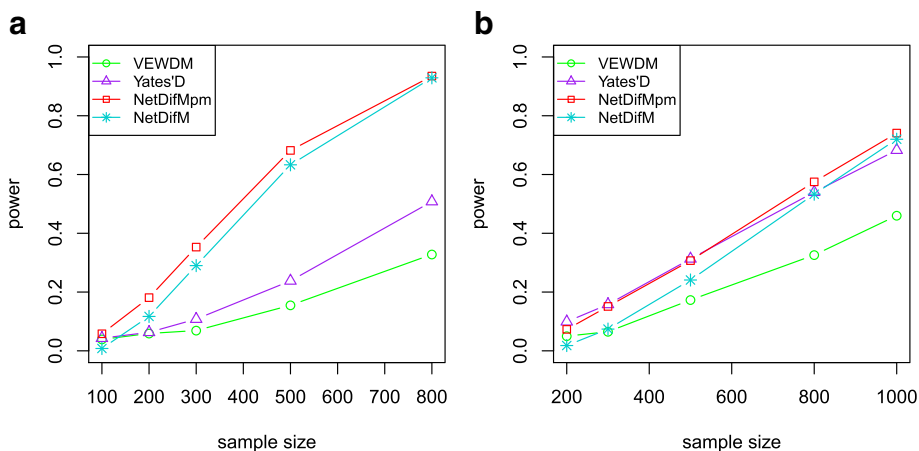 a
1.0
0.8
0.6
0.4
0.2
0.0
power
VEWDM
Yates'D
NetDifMpm
NetDifM
100 200 300 400 500 600 700 800
sample size
b
1.0
0.8
0.6
0.4
0.2
0.0
power
VEWDM
Yates'D
NetDifMpm
NetDifM
200 400 600 800 1000
sample size